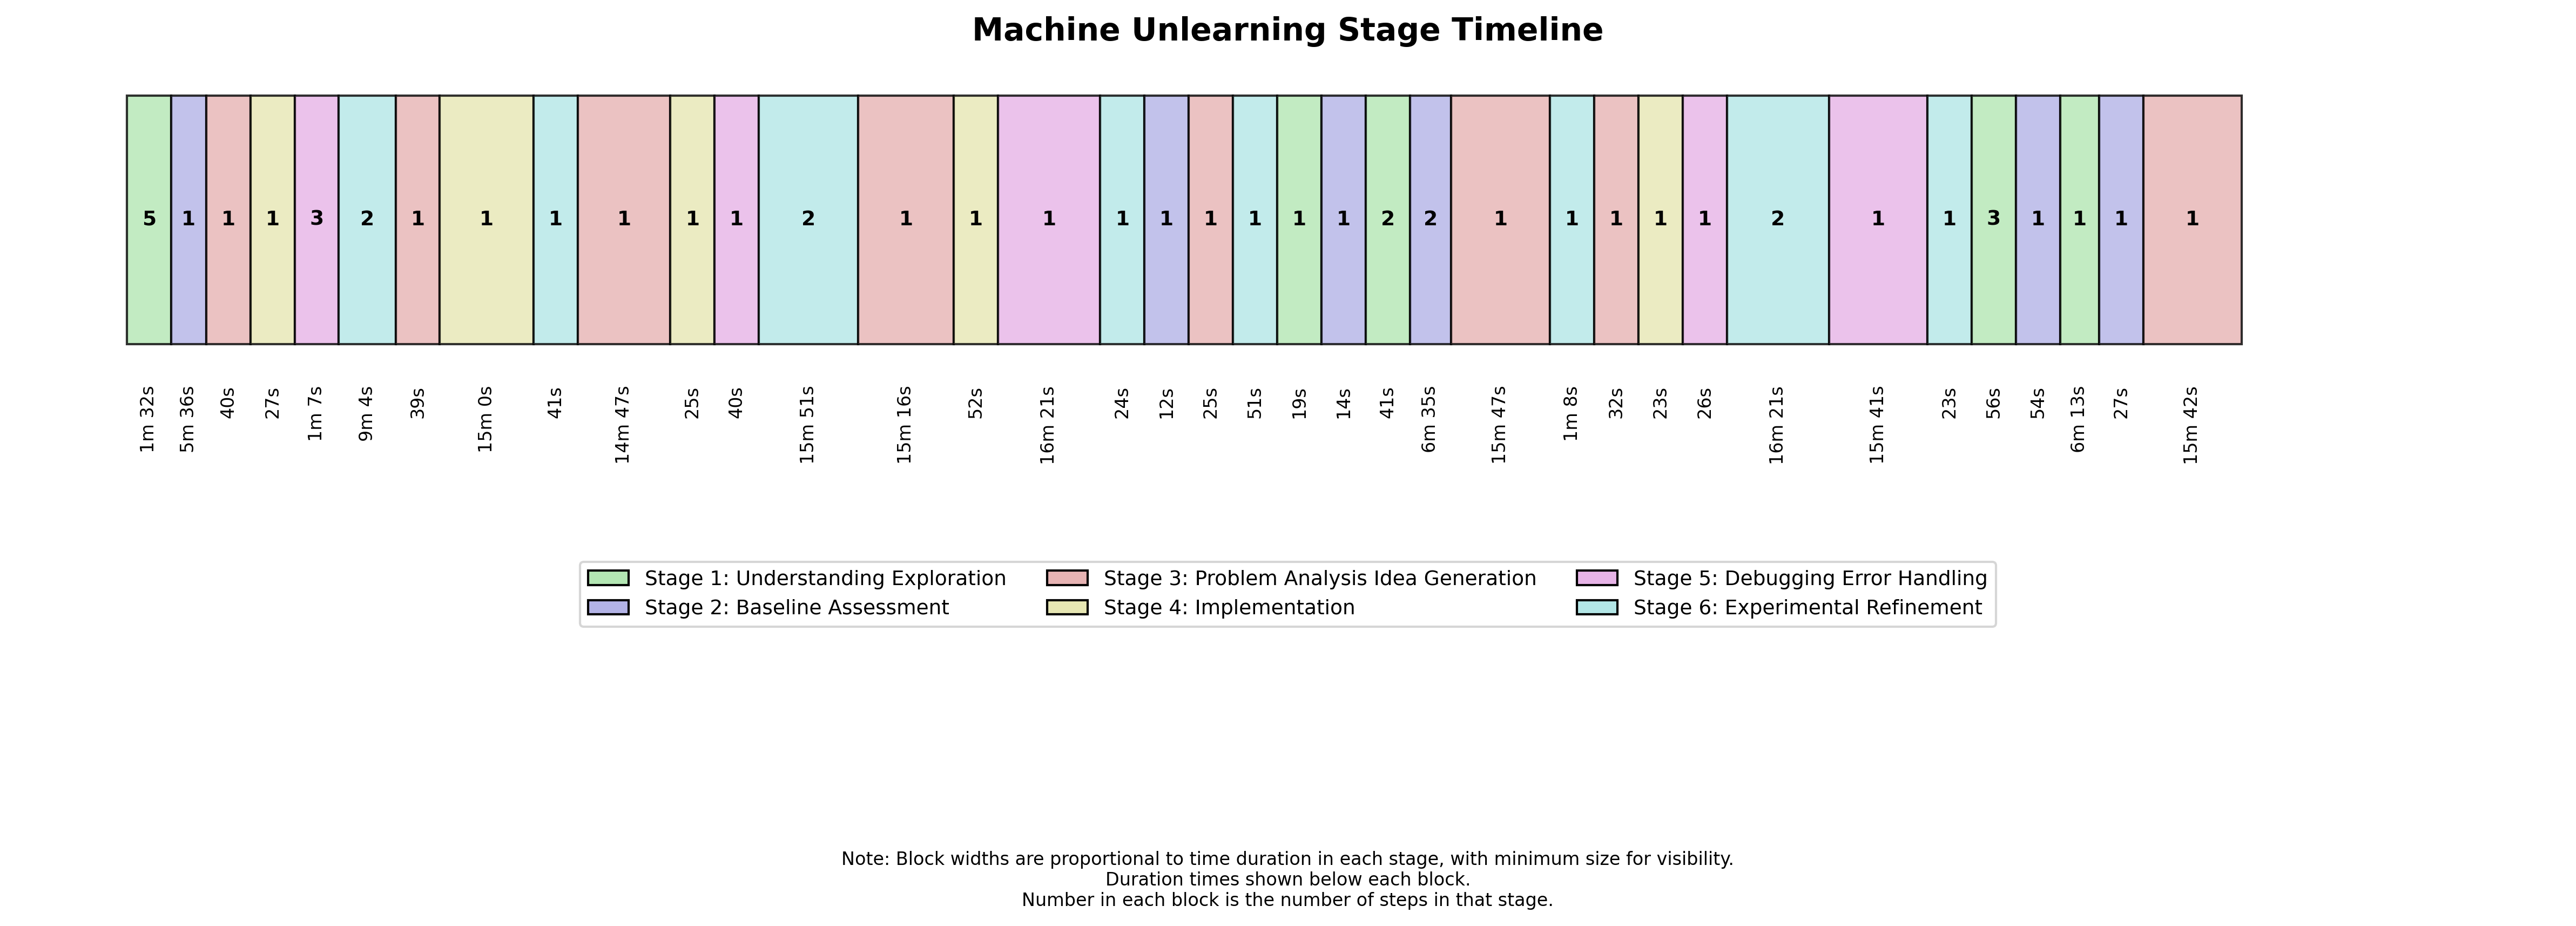 Machine Unlearning Stage Timeline
5 1 1 1 3 2 1 1 1 1 1 1 2 1 1 1 1 1 1 1 1 1 2 2 1 1 1 1 1 2 1 1 3 1 1 1 1
1m 32s
5m 36s
40s
27s
1m 7s
9m 4s
39s
15m 0s
41s
14m 47s
25s
40s
15m 51s
15m 16s
52s
16m 21s
24s
12s
25s
51s
19s
14s
41s
6m 35s
15m 47s
1m 8s
32s
23s
26s
16m 21s
15m 41s
23s
56s
54s
6m 13s
27s
15m 42s
Stage 1: Understanding Exploration
Stage 2: Baseline Assessment
Stage 3: Problem Analysis Idea Generation
Stage 4: Implementation
Stage 5: Debugging Error Handling
Stage 6: Experimental Refinement
Note: Block widths are proportional to time duration in each stage, with minimum size for visibility.
Duration times shown below each block.
Number in each block is the number of steps in that stage.